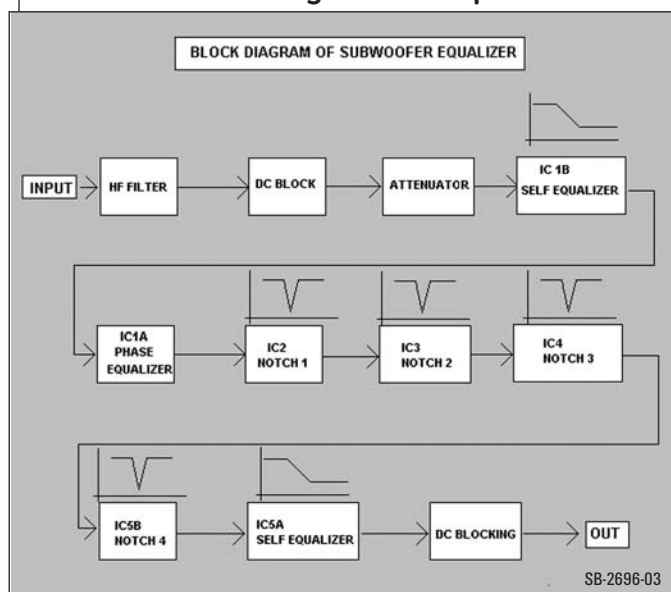 BLOCK DIAGRAM OF SUBWOOFER EQUALIZER
INPUT
HF FILTER
DC BLOCK
ATTENUATOR
IC 1B
SELF EQUALIZER
IC1A
PHASE
EQUALIZER
IC2
NOTCH 1
IC3
NOTCH 2
IC4
NOTCH 3
IC5B
NOTCH 4
IC5A
SELF EQUALIZER
DC BLOCKING
OUT
SB-2696-03